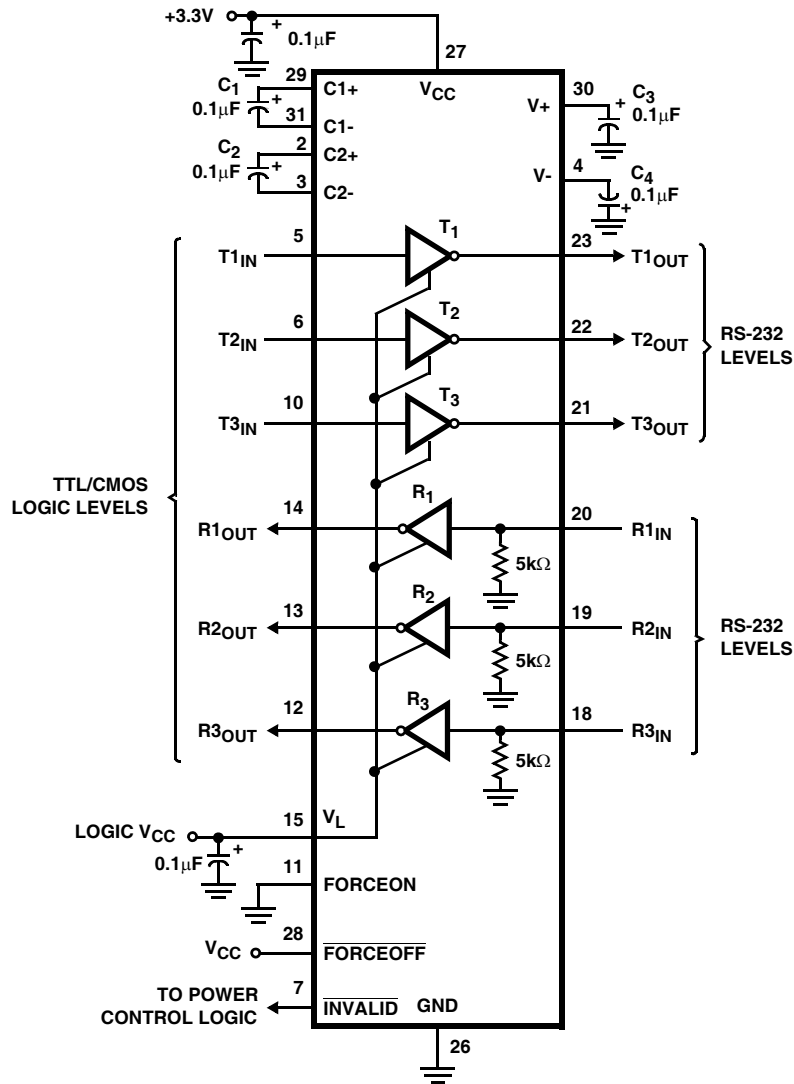 +3.3V
+
0.1μF
27
29
C1
0.1μF
+
C1+
VCC
30
+
C3
0.1μF
V+
31
C1-
2
C2
0.1μF
+
C2+
3
C2-
4
V-
C4
0.1μF
+
T1IN
5
T1
23
T1OUT
T2IN
6
T2
22
T2OUT
RS-232
LEVELS
T3IN
10
T3
21
T3OUT
TTL/CMOS
LOGIC LEVELS
R1OUT
14
R1
20
R1IN
5kΩ
R2OUT
13
R2
19
R2IN
RS-232
LEVELS
5kΩ
R3OUT
12
R3
18
R3IN
5kΩ
LOGIC VCC
15
VL
0.1μF
+
11
FORCEON
VCC
28
FORCEOFF
TO POWER
CONTROL LOGIC
7
INVALID
GND
26